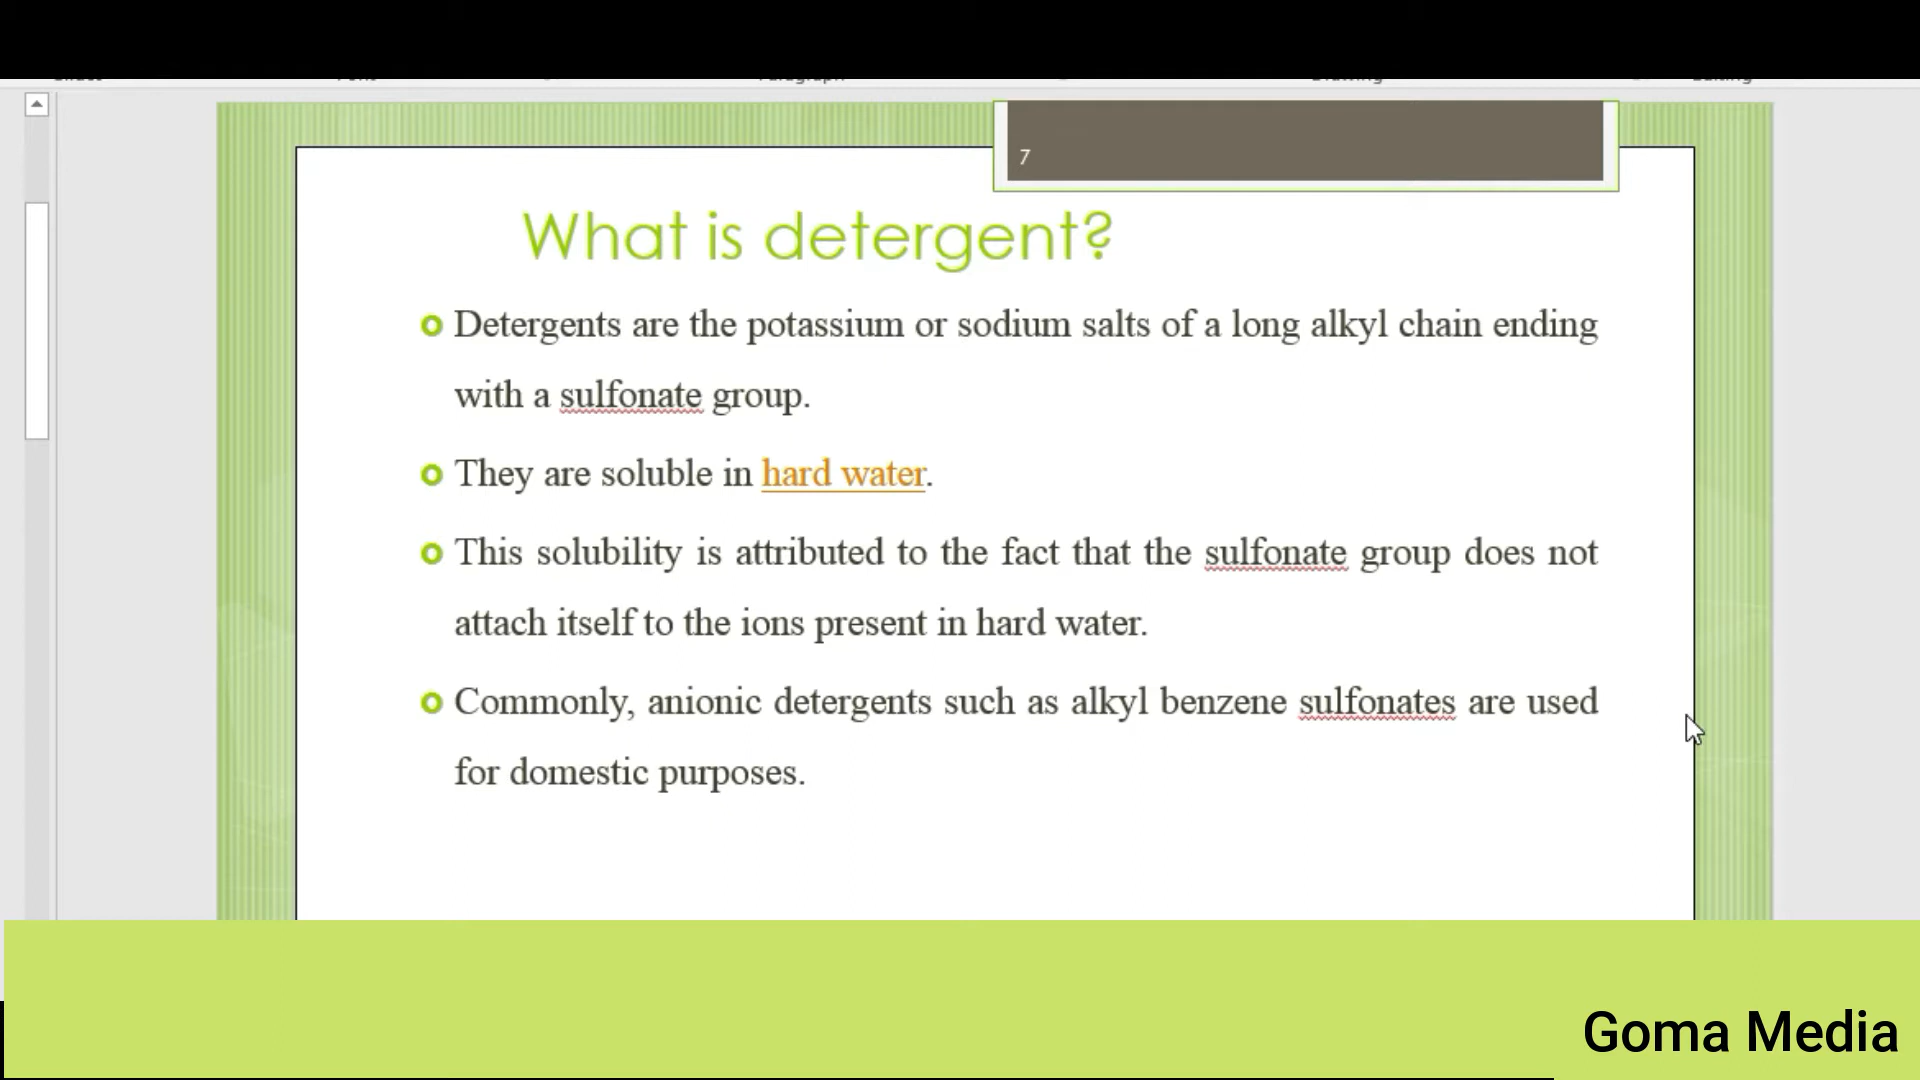 7
What is detergent?
Detergents are the potassium or sodium salts of a long alkyl chain ending
with a sulfonate group.
They are soluble in hard water.
This solubility is attributed to the fact that the sulfonate group does not
attach itself to the ions present in hard water.
Commonly, anionic detergents such as alkyl benzene sulfonates are used
for domestic purposes.
Goma Media